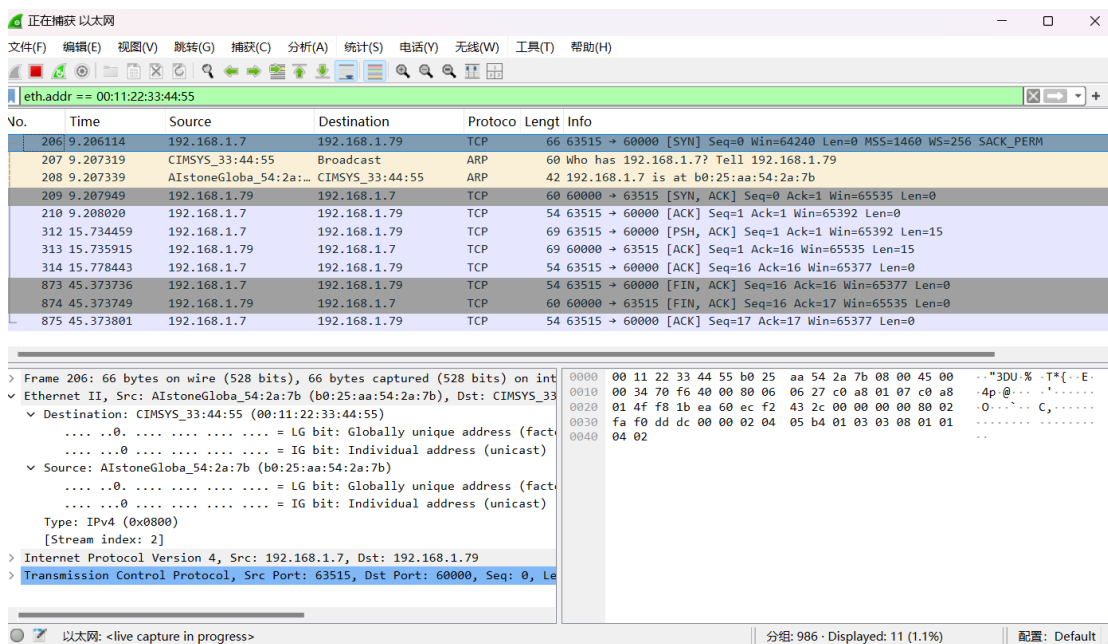 正在捕获 以太网
文件(F) 编辑(E) 视图(V) 跳转(G) 捕获(C) 分析(A) 统计(S) 电话(Y) 无线(W) 工具(T) 帮助(H)
eth.addr == 00:11:22:33:44:55
No. Time Source Destination Protoco Lengt Info
206 9.206114 192.168.1.7 192.168.1.79 TCP 66 63515 → 60000 [SYN] Seq=0 Win=64240 Len=0 MSS=1460 WS=256 SACK_PERM
207 9.207319 CIMSYS_33:44:55 Broadcast ARP 60 Who has 192.168.1.7? Tell 192.168.1.79
208 9.207339 AIstoneGloba_54:2a:… CIMSYS_33:44:55 ARP 42 192.168.1.7 is at b0:25:aa:54:2a:7b
209 9.207949 192.168.1.79 192.168.1.7 TCP 60 60000 → 63515 [SYN, ACK] Seq=0 Ack=1 Win=65535 Len=0
210 9.208020 192.168.1.7 192.168.1.79 TCP 54 63515 → 60000 [ACK] Seq=1 Ack=1 Win=65392 Len=0
312 15.734459 192.168.1.7 192.168.1.79 TCP 69 63515 → 60000 [PSH, ACK] Seq=1 Ack=1 Win=65392 Len=15
313 15.735915 192.168.1.79 192.168.1.7 TCP 69 60000 → 63515 [ACK] Seq=1 Ack=16 Win=65535 Len=15
314 15.778443 192.168.1.7 192.168.1.79 TCP 54 63515 → 60000 [ACK] Seq=16 Ack=16 Win=65377 Len=0
873 45.373736 192.168.1.7 192.168.1.79 TCP 54 63515 → 60000 [FIN, ACK] Seq=16 Ack=16 Win=65377 Len=0
874 45.373749 192.168.1.79 192.168.1.7 TCP 60 60000 → 63515 [FIN, ACK] Seq=16 Ack=17 Win=65535 Len=0
875 45.373801 192.168.1.7 192.168.1.79 TCP 54 63515 → 60000 [ACK] Seq=17 Ack=17 Win=65377 Len=0
Frame 206: 66 bytes on wire (528 bits), 66 bytes captured (528 bits) on int
Ethernet II, Src: AIstoneGloba_54:2a:7b (b0:25:aa:54:2a:7b), Dst: CIMSYS_33
Destination: CIMSYS_33:44:55 (00:11:22:33:44:55)
.... ..0. .... .... .... .... = LG bit: Globally unique address (facto
.... ...0 .... .... .... .... = IG bit: Individual address (unicast)
Source: AIstoneGloba_54:2a:7b (b0:25:aa:54:2a:7b)
.... ..0. .... .... .... .... = LG bit: Globally unique address (facto
.... ...0 .... .... .... .... = IG bit: Individual address (unicast)
Type: IPv4 (0x0800)
[Stream index: 2]
Internet Protocol Version 4, Src: 192.168.1.7, Dst: 192.168.1.79
Transmission Control Protocol, Src Port: 63515, Dst Port: 60000, Seq: 0, Le
0000 00 11 22 33 44 55 b0 25 aa 54 2a 7b 08 00 45 00 ··"3DU·% ·T*{··E·
0010 00 34 70 f6 40 00 80 06 06 27 c0 a8 01 07 c0 a8 ·4p·@··· ·'······
0020 01 4f f8 1b ea 60 ec f2 43 2c 00 00 00 00 80 02 ·O···`·· C,······
0030 fa f0 dd dc 00 00 02 04 05 b4 01 03 03 08 01 01 ········ ········
0040 04 02 ··
以太网: <live capture in progress>
分组: 986 · Displayed: 11 (1.1%)
配置: Default